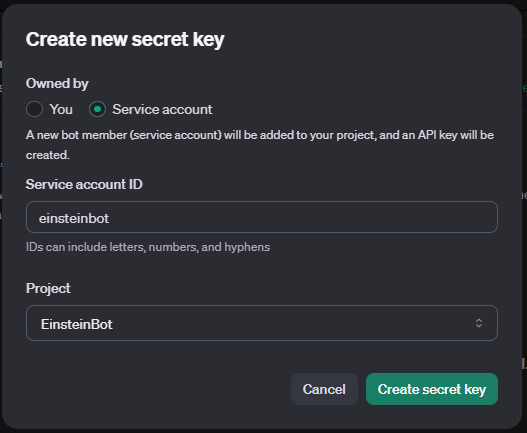 Create new secret key
Owned by
You
Service account
A new bot member (service account) will be added to your project, and an API key will be
created.
Service account ID
einsteinbot
IDs can include letters, numbers, and hyphens
Project
EinsteinBot
Cancel
Create secret key